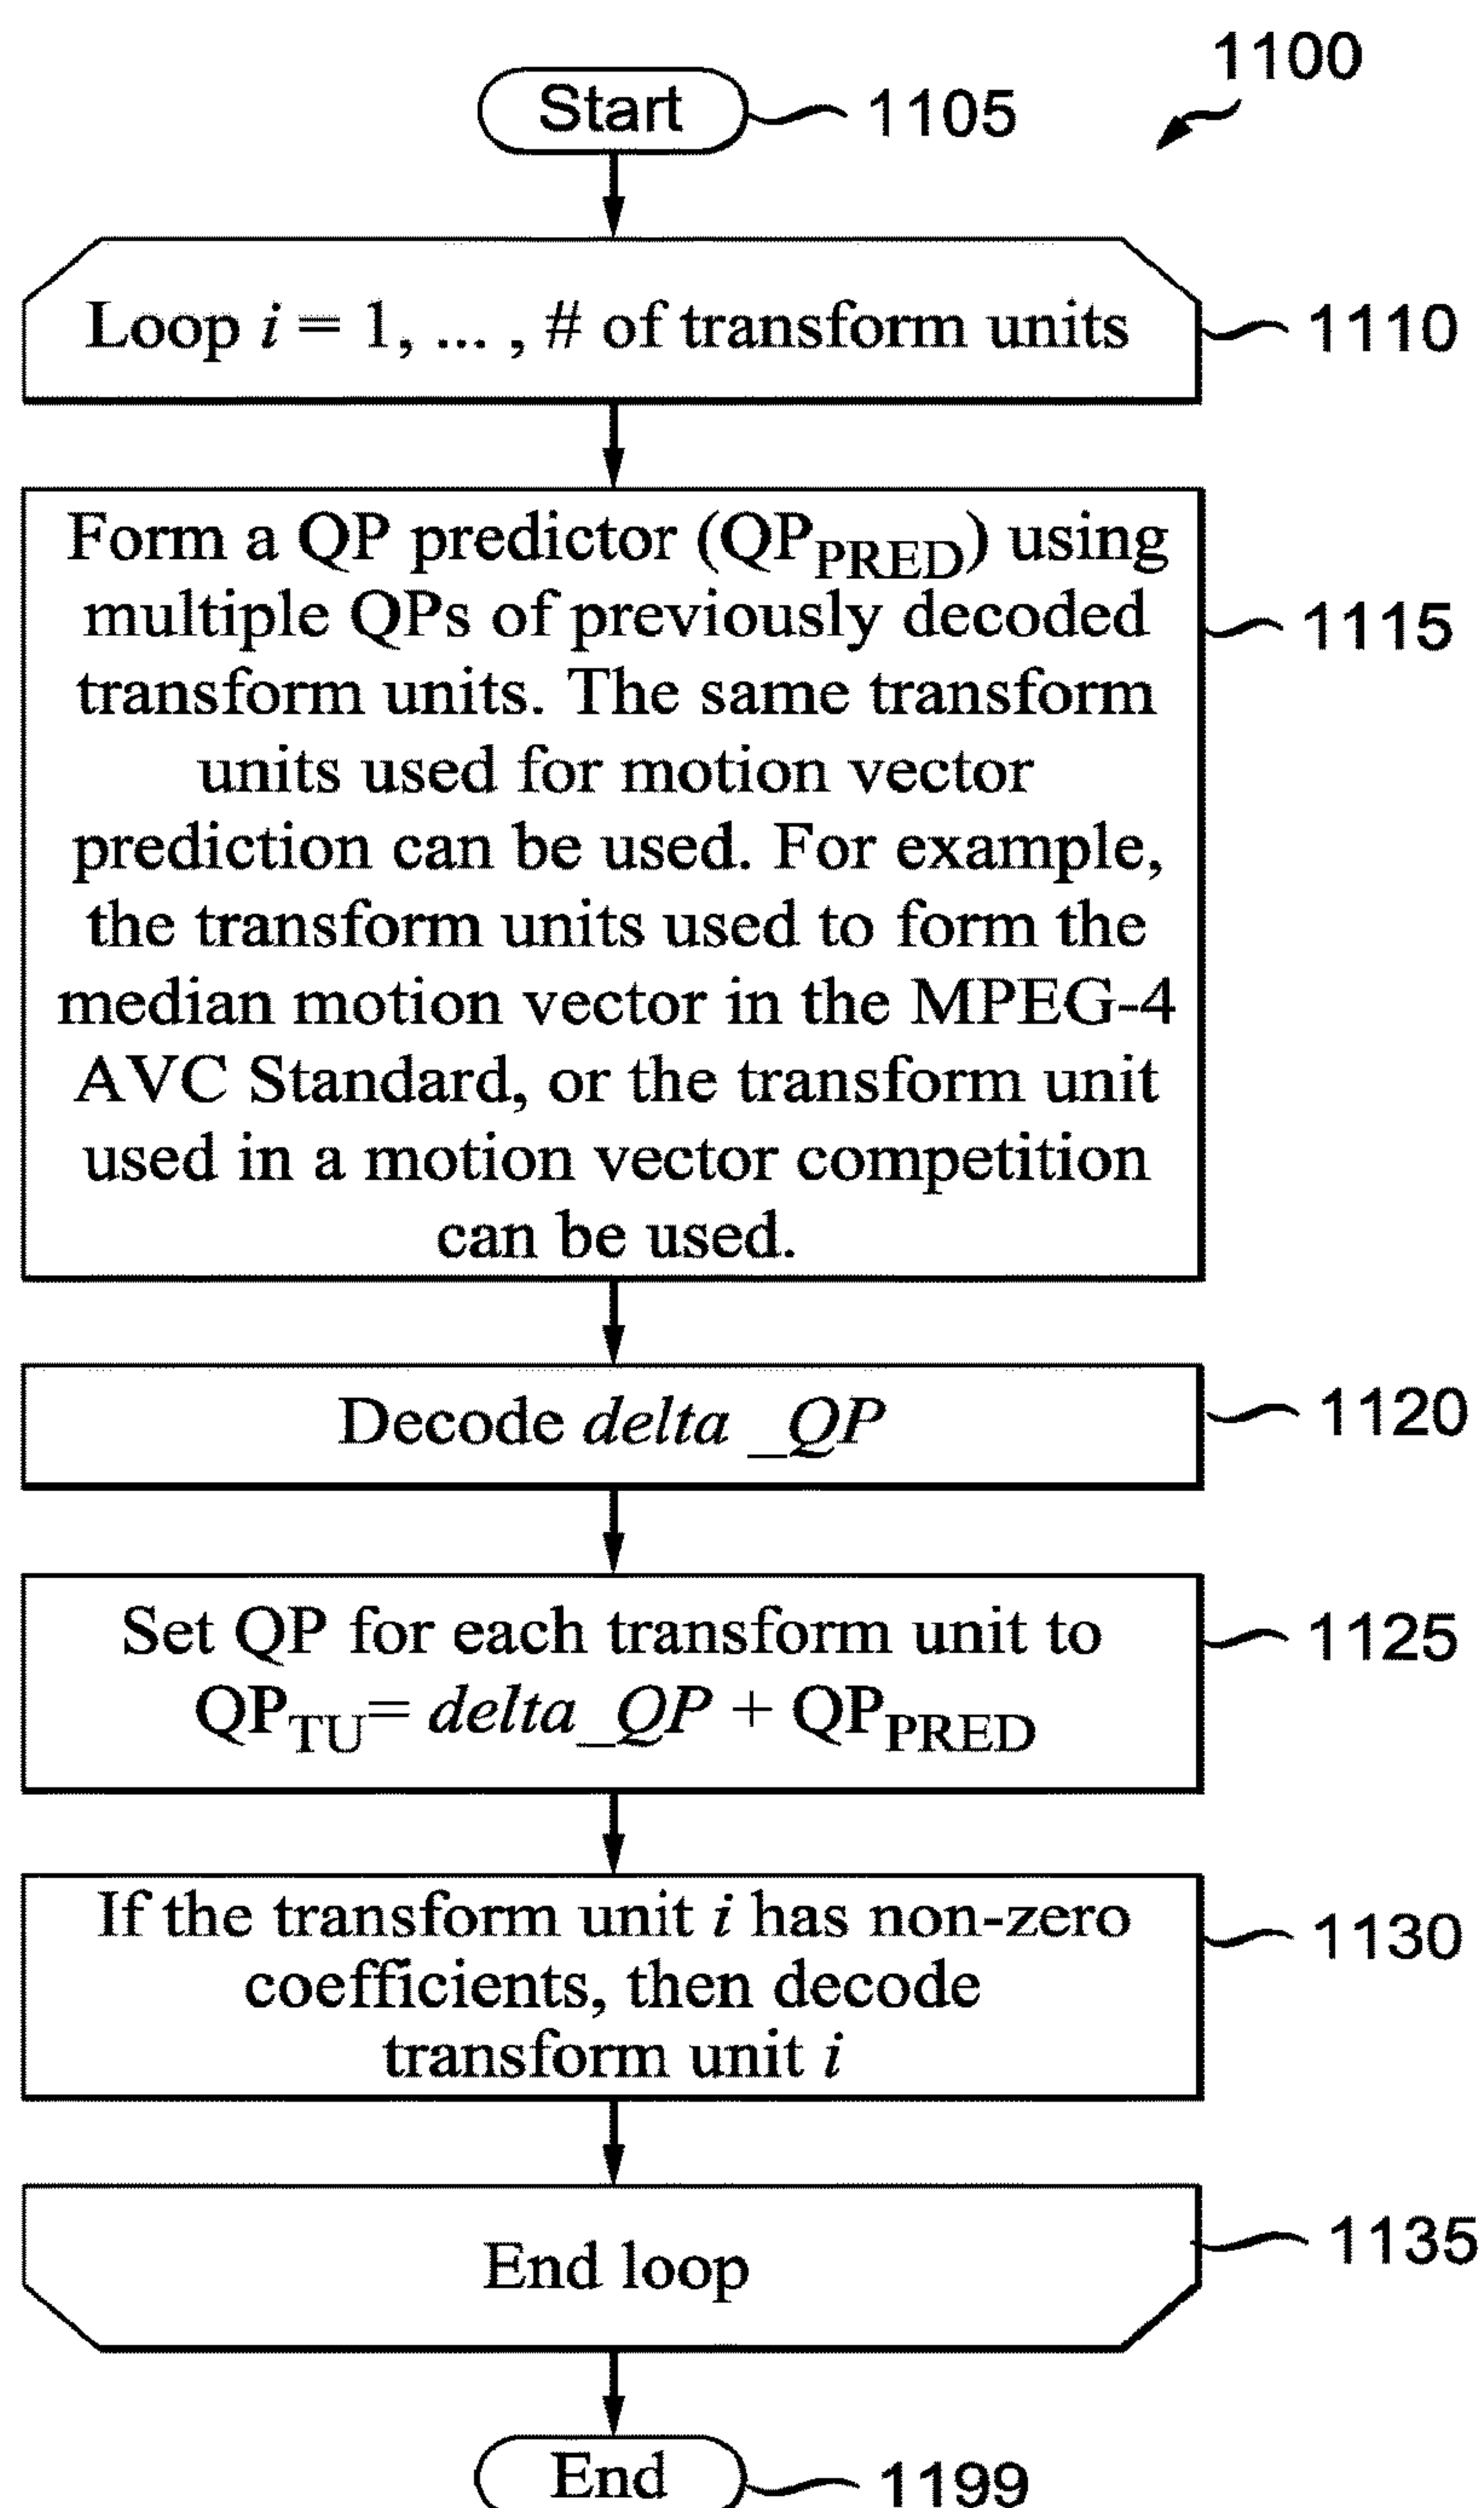 1100
Start
1105
Loop i = 1, ... , # of transform units
1110
Form a QP predictor (QPPRED) using
multiple QPs of previously decoded
transform units. The same transform
units used for motion vector
prediction can be used. For example,
the transform units used to form the
median motion vector in the MPEG-4
AVC Standard, or the transform unit
used in a motion vector competition
can be used.
1115
Decode delta _QP
1120
Set QP for each transform unit to
QPTU= delta_QP + QPPRED
1125
If the transform unit i has non-zero
coefficients, then decode
transform unit i
1130
End loop
1135
End
1199